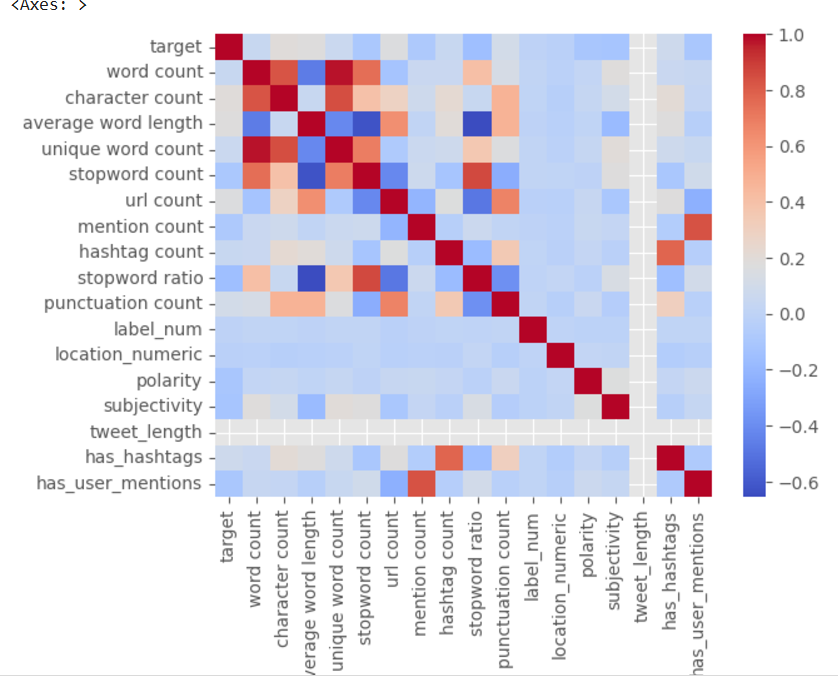 <Axes: >
target
word count
character count
average word length
unique word count
stopword count
url count
mention count
hashtag count
stopword ratio
punctuation count
label_num
location_numeric
polarity
subjectivity
tweet_length
has_hashtags
has_user_mentions
1.0
0.8
0.6
0.4
0.2
0.0
−0.2
−0.4
−0.6
target
word count
character count
verage word length
unique word count
stopword count
url count
mention count
hashtag count
stopword ratio
punctuation count
label_num
location_numeric
polarity
subjectivity
tweet_length
has_hashtags
has_user_mentions